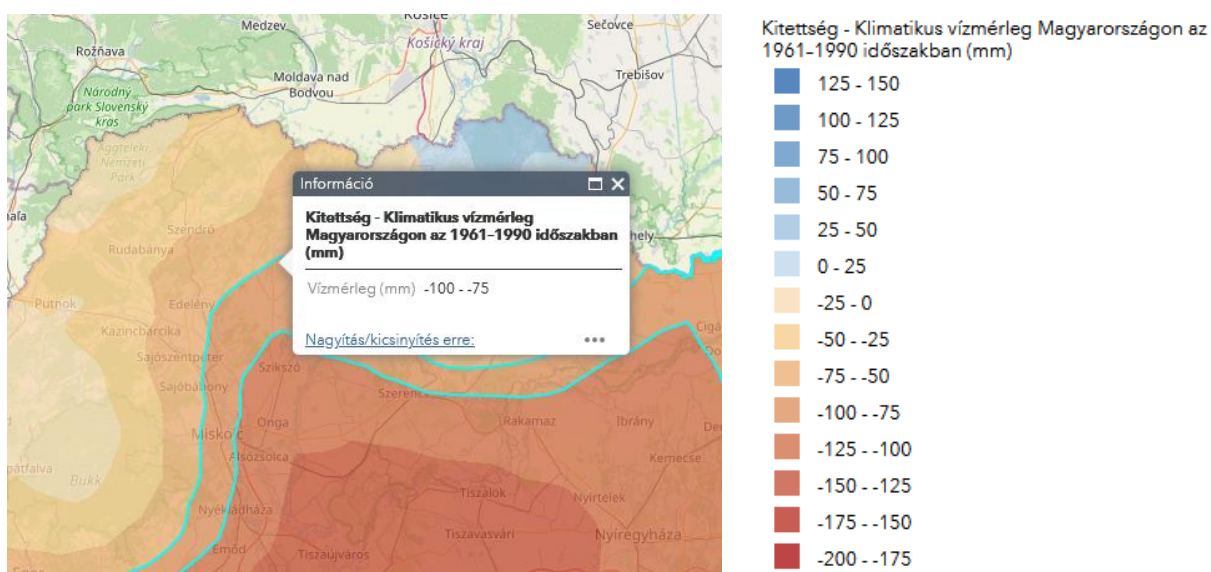 Medzev
Košice
Sečovce
Košický kraj
Rožňava
Moldava nad
Bodvou
Trebišov
Národný
park Slovenský
kras
Aggteleki
Nemzeti
Park
Szendrő
Rudabánya
Putnok
Edelény
Kazincbarcika
Sajószentpéter
Sajóbábony
Szikszó
Szerencs
Onga
Miskolc
Alsózsolca
Rakamaz
Ibrány
Kemecse
Bükk
Tiszalök
Nyírtelek
Nyékládháza
Tiszavasvári
Nyíregyháza
Emőd
Tiszaújváros
Információ
Kitettség - Klimatikus vízmérleg
Magyarországon az 1961–1990 időszakban
(mm)
Vízmérleg (mm) -100 - -75
Nagyítás/kicsinyítés erre:
•••
Kitettség - Klimatikus vízmérleg Magyarországon az
1961–1990 időszakban (mm)
125 - 150
100 - 125
75 - 100
50 - 75
25 - 50
0 - 25
-25 - 0
-50 - -25
-75 - -50
-100 - -75
-125 - -100
-150 - -125
-175 - -150
-200 - -175